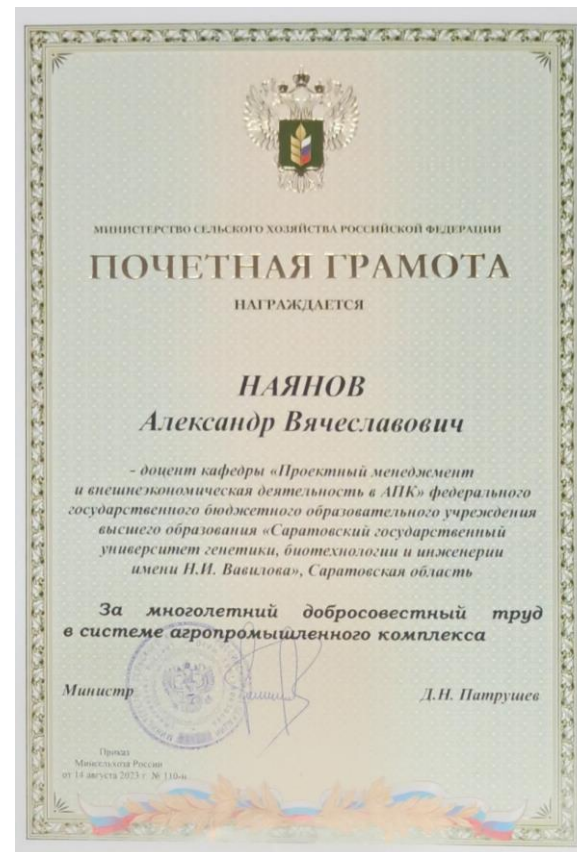 МИНИСТЕРСТВО СЕЛЬСКОГО ХОЗЯЙСТВА РОССИЙСКОЙ ФЕДЕРАЦИИ
ПОЧЕТНАЯ ГРАМОТА
НАГРАЖДАЕТСЯ
НАЯНОВ
Александр Вячеславович
- доцент кафедры «Проектный менеджмент
и внешнеэкономическая деятельность в АПК» федерального
государственного бюджетного образовательного учреждения
высшего образования «Саратовский государственный
университет генетики, биотехнологии и инженерии
имени Н.И. Вавилова», Саратовская область
За многолетний добросовестный труд
в системе агропромышленного комплекса
Министр
Д.Н. Патрушев
Приказ
Минсельхоза России
от 14 августа 2023 г. № 110-н